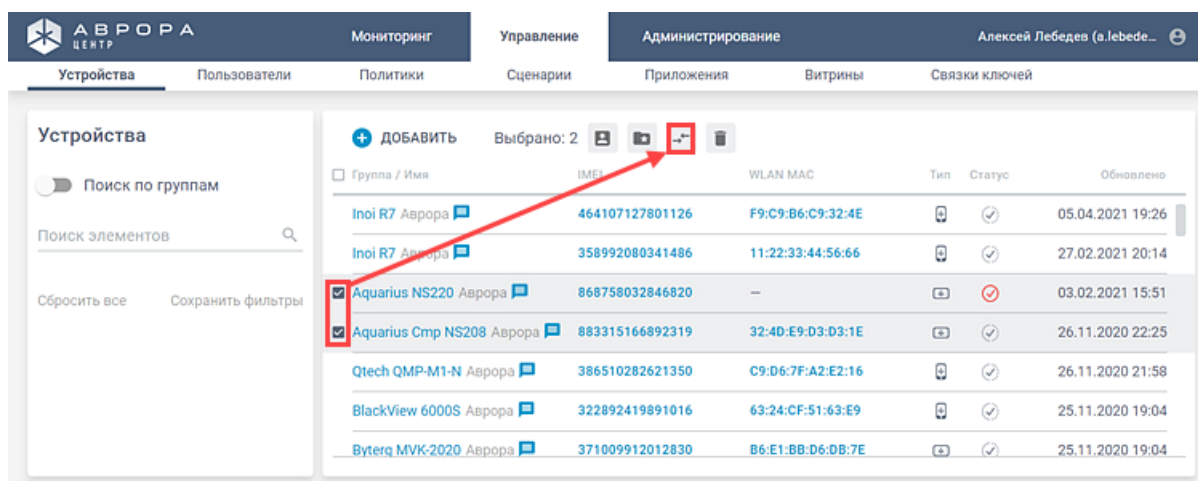 АВРОРА
ЦЕНТР
Мониторинг Управление Администрирование Алексей Лебедев (a.lebede...
Устройства Пользователи Политики Сценарии Приложения Витрины Связки ключей
Устройства
Поиск по группам
Поиск элементов
Сбросить все Сохранить фильтры
ДОБАВИТЬ Выбрано: 2
Группа / Имя IMEI WLAN MAC Тип Статус Обновлено
Inoi R7 Аврора 464107127801126 F9:C9:B6:C9:32:4E 05.04.2021 19:26
Inoi R7 Аврора 358992080341486 11:22:33:44:56:66 27.02.2021 20:14
Aquarius NS220 Аврора 868758032846820 — 03.02.2021 15:51
Aquarius Cmp NS208 Аврора 883315166892319 32:4D:E9:D3:D3:1E 26.11.2020 22:25
Qtech QMP-M1-N Аврора 386510282621350 C9:D6:7F:A2:E2:16 26.11.2020 21:58
BlackView 6000S Аврора 322892419891016 63:24:CF:51:63:E9 25.11.2020 19:04
Byterg MVK-2020 Аврора 371009912012830 B6:E1:BB:D6:DB:7E 25.11.2020 19:04